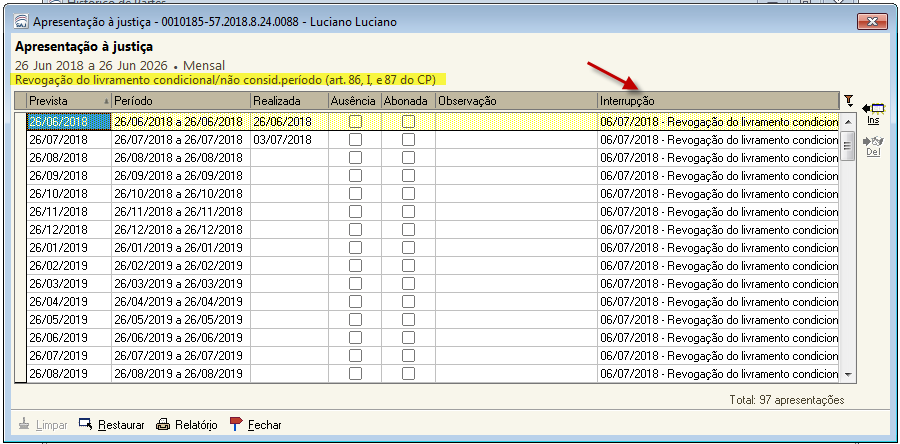 Histórico de Partes
Apresentação à justiça - 0010185-57.2018.8.24.0088 - Luciano Luciano
Apresentação à justiça
26 Jun 2018 a 26 Jun 2026 • Mensal
Revogação do livramento condicional/não consid.período (art. 86, I, e 87 do CP)
Prevista Período Realizada Ausência Abonada Observação Interrupção
26/06/2018 26/06/2018 a 26/06/2018 26/06/2018 06/07/2018 - Revogação do livramento condicion
26/07/2018 26/07/2018 a 26/07/2018 03/07/2018 06/07/2018 - Revogação do livramento condicion
26/08/2018 26/08/2018 a 26/08/2018 06/07/2018 - Revogação do livramento condicion
26/09/2018 26/09/2018 a 26/09/2018 06/07/2018 - Revogação do livramento condicion
26/10/2018 26/10/2018 a 26/10/2018 06/07/2018 - Revogação do livramento condicion
26/11/2018 26/11/2018 a 26/11/2018 06/07/2018 - Revogação do livramento condicion
26/12/2018 26/12/2018 a 26/12/2018 06/07/2018 - Revogação do livramento condicion
26/01/2019 26/01/2019 a 26/01/2019 06/07/2018 - Revogação do livramento condicion
26/02/2019 26/02/2019 a 26/02/2019 06/07/2018 - Revogação do livramento condicion
26/03/2019 26/03/2019 a 26/03/2019 06/07/2018 - Revogação do livramento condicion
26/04/2019 26/04/2019 a 26/04/2019 06/07/2018 - Revogação do livramento condicion
26/05/2019 26/05/2019 a 26/05/2019 06/07/2018 - Revogação do livramento condicion
26/06/2019 26/06/2019 a 26/06/2019 06/07/2018 - Revogação do livramento condicion
26/07/2019 26/07/2019 a 26/07/2019 06/07/2018 - Revogação do livramento condicion
26/08/2019 26/08/2019 a 26/08/2019 06/07/2018 - Revogação do livramento condicion
Ins
Del
Total: 97 apresentações
Limpar Restaurar Relatório Fechar